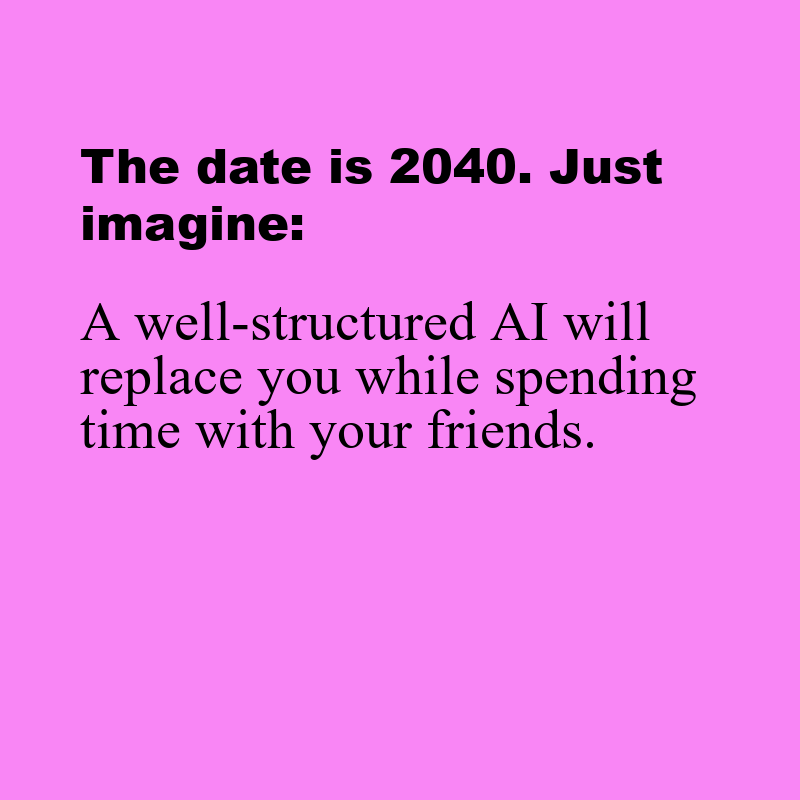 The date is 2040. Just
imagine:
A well-structured AI will
replace you while spending
time with your friends.